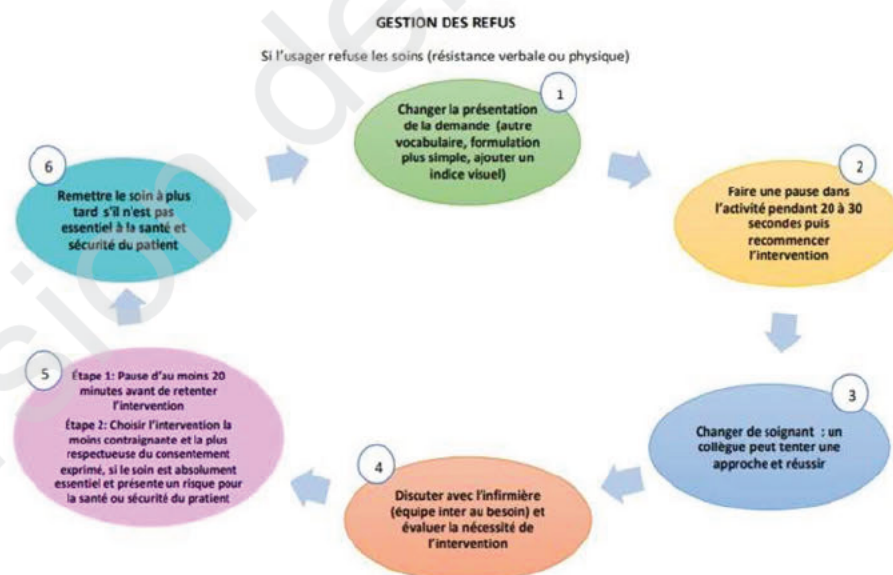 GESTION DES REFUS
Si l'usager refuse les soins (résistance verbale ou physique)
1
Changer la présentation
de la demande (autre
vocabulaire, formulation
plus simple, ajouter un
indice visuel)
2
Faire une pause dans
l'activité pendant 20 à 30
secondes puis
recommencer
l'intervention
3
Changer de soignant : un
collègue peut tenter une
approche et réussir
4
Discuter avec l'infirmière
(équipe inter au besoin) et
évaluer la nécessité de
l'intervention
5
Étape 1: Pause d'au moins 20
minutes avant de retenter
l'intervention
Étape 2: Choisir l'intervention la
moins contraignante et la plus
respectueuse du consentement
exprimé, si le soin est absolument
essentiel et présente un risque pour
la santé ou sécurité du pratient
6
Remettre le soin à plus
tard s'il n'est pas
essentiel à la santé et
sécurité du patient